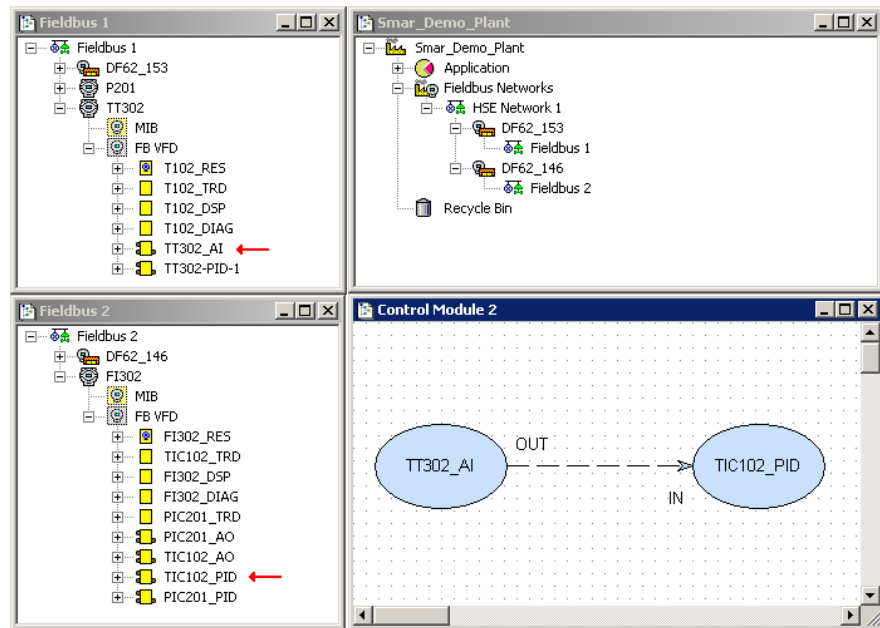 Fieldbus 1
Fieldbus 1
DF62_153
P201
TT302
MIB
FB VFD
T102_RES
T102_TRD
T102_DSP
T102_DIAG
TT302_AI
TT302-PID-1
Smar_Demo_Plant
Smar_Demo_Plant
Application
Fieldbus Networks
HSE Network 1
DF62_153
Fieldbus 1
DF62_146
Fieldbus 2
Recycle Bin
Fieldbus 2
Fieldbus 2
DF62_146
FI302
MIB
FB VFD
FI302_RES
TIC102_TRD
FI302_DSP
FI302_DIAG
PIC201_TRD
PIC201_AO
TIC102_AO
TIC102_PID
PIC201_PID
Control Module 2
TT302_AI
OUT
IN
TIC102_PID